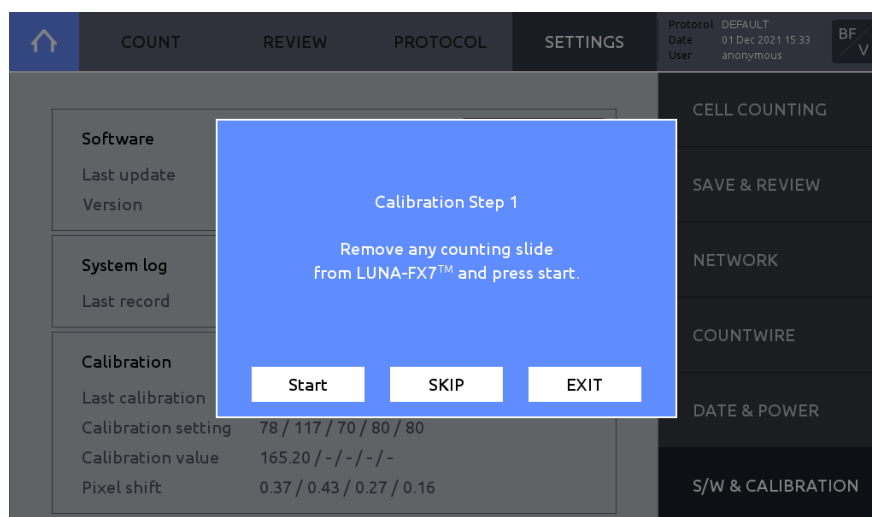 COUNT REVIEW PROTOCOL SETTINGS
Protocol DEFAULT
Date 01 Dec 2021 15:33
User anonymous
BF/V
CELL COUNTING
SAVE & REVIEW
NETWORK
COUNTWIRE
DATE & POWER
S/W & CALIBRATION
Software
Last update
Version
System log
Last record
Calibration
Last calibration
Calibration setting 78 / 117 / 70 / 80 / 80
Calibration value 165.20 / - / - / - / -
Pixel shift 0.37 / 0.43 / 0.27 / 0.16
Calibration Step 1
Remove any counting slide
from LUNA-FX7™ and press start.
Start SKIP EXIT